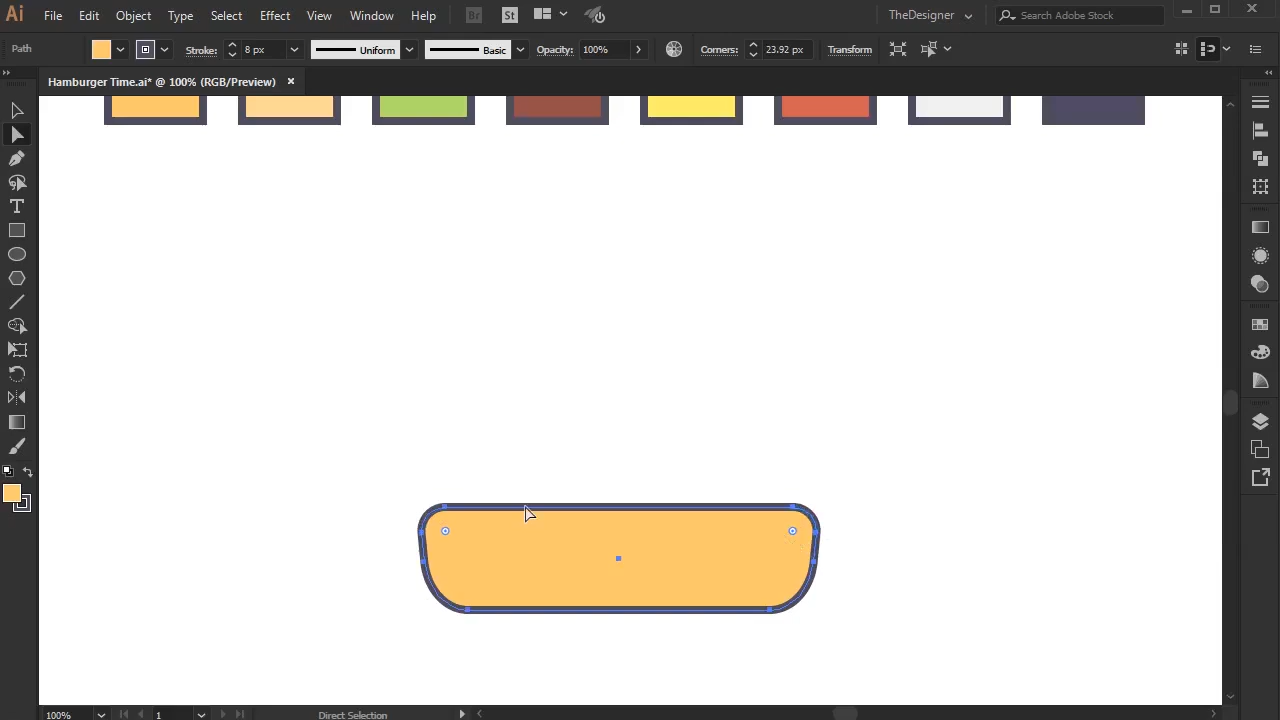 Ai File Edit Object Type Select Effect View Window Help Br St TheDesigner Search Adobe Stock
Path Stroke: 8 px Uniform Basic Opacity: 100% Corners: 23.92 px Transform
Hamburger Time.ai* @ 100% (RGB/Preview)
100% 1 Direct Selection